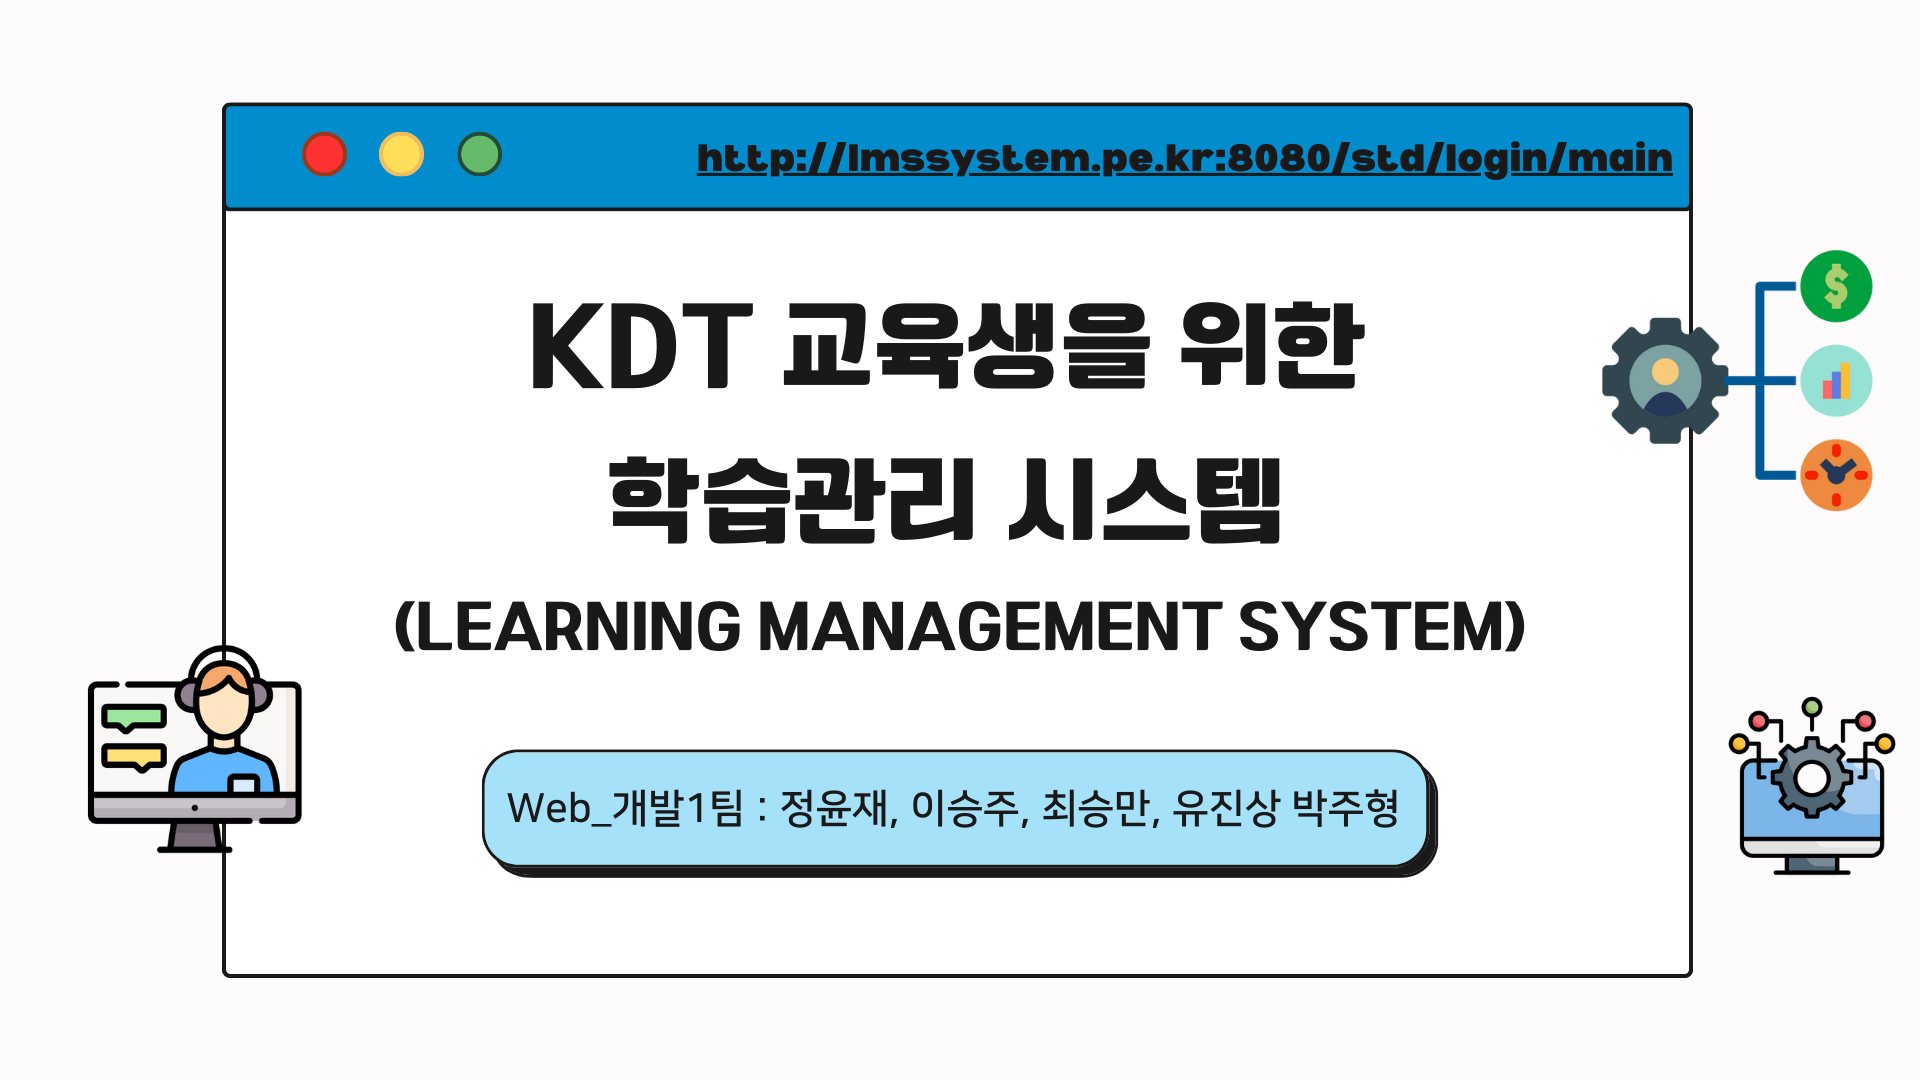 http://lmssystem.pe.kr:8080/std/login/main
KDT 교육생을 위한
학습관리 시스템
(LEARNING MANAGEMENT SYSTEM)
Web_개발1팀 : 정윤재, 이승주, 최승만, 유진상 박주형